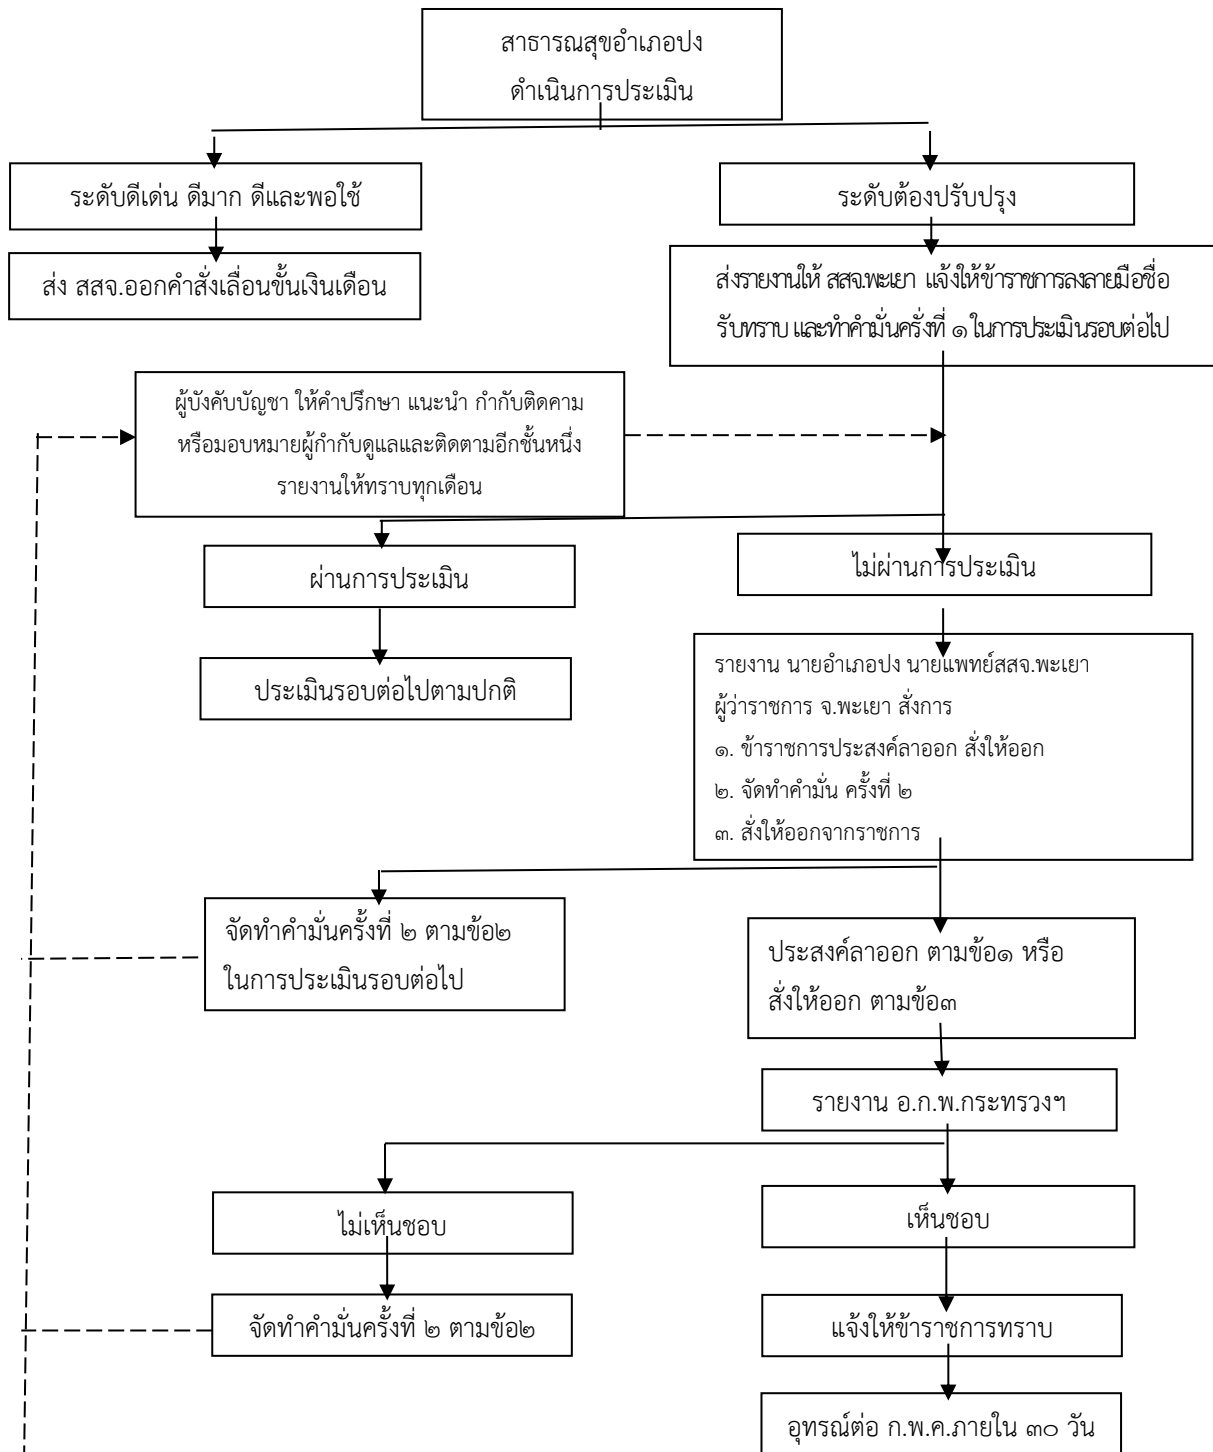 สาธารณสุขอำเภอปง
ดำเนินการประเมิน
ระดับดีเด่น ดีมาก ดีและพอใช้
ระดับต้องปรับปรุง
ส่ง สสจ.ออกคำสั่งเลื่อนขั้นเงินเดือน
ส่งรายงานให้ สสจ.พะเยา แจ้งให้ข้าราชการลงลายมือชื่อ
รับทราบ และทำคำมั่นครั้งที่ ๑ ในการประเมินรอบต่อไป
ผู้บังคับบัญชา ให้คำปรึกษา แนะนำ กำกับติดคาม
หรือมอบหมายผู้กำกับดูแลและติดตามอีกชั้นหนึ่ง
รายงานให้ทราบทุกเดือน
ผ่านการประเมิน
ไม่ผ่านการประเมิน
ประเมินรอบต่อไปตามปกติ
รายงาน นายอำเภอปง นายแพทย์สสจ.พะเยา
ผู้ว่าราชการ จ.พะเยา สั่งการ
๑. ข้าราชการประสงค์ลาออก สั่งให้ออก
๒. จัดทำคำมั่น ครั้งที่ ๒
๓. สั่งให้ออกจากราชการ
จัดทำคำมั่นครั้งที่ ๒ ตามข้อ๒
ในการประเมินรอบต่อไป
ประสงค์ลาออก ตามข้อ๑ หรือ
สั่งให้ออก ตามข้อ๓
รายงาน อ.ก.พ.กระทรวงฯ
ไม่เห็นชอบ
เห็นชอบ
จัดทำคำมั่นครั้งที่ ๒ ตามข้อ๒
แจ้งให้ข้าราชการทราบ
อุทรณ์ต่อ ก.พ.ค.ภายใน ๓๐ วัน